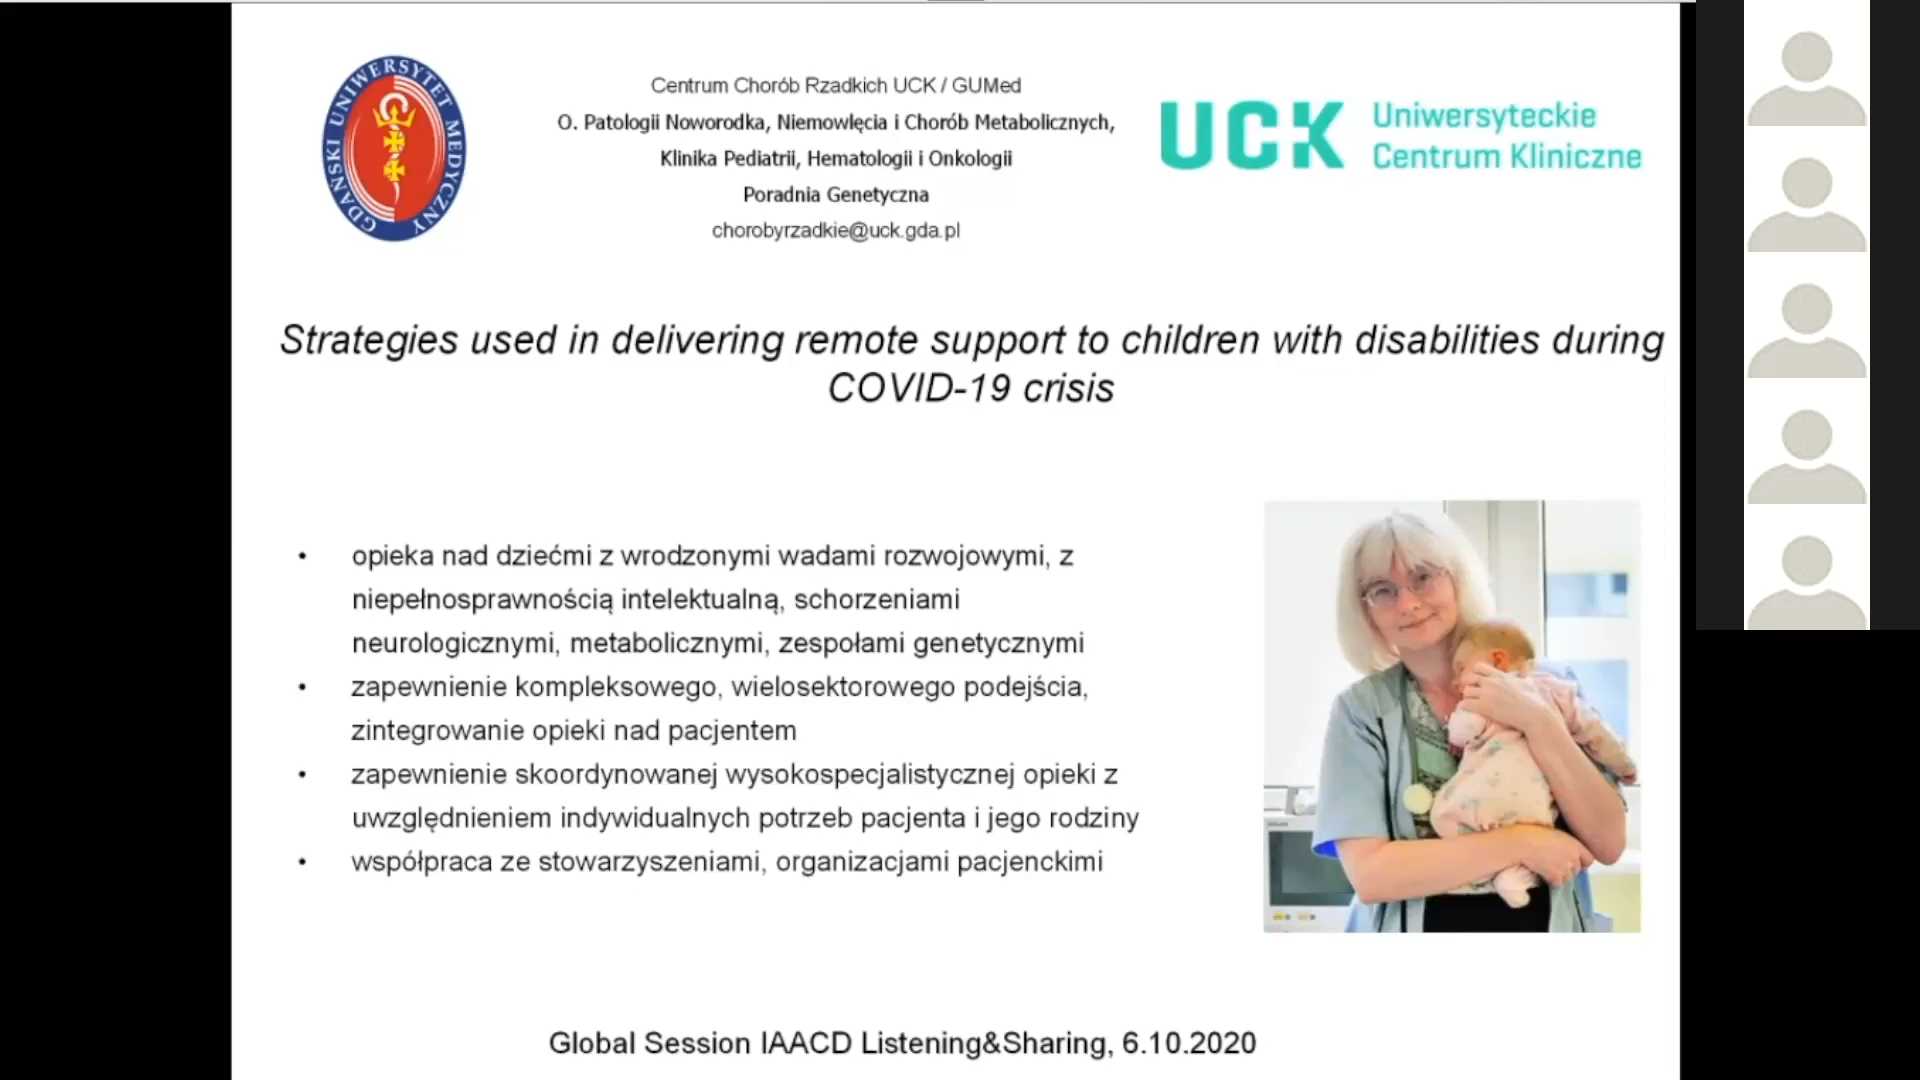 GDAŃSKI UNIWERSYTET MEDYCZNY
Centrum Chorób Rzadkich UCK / GUMed
O. Patologii Noworodka, Niemowlęcia i Chorób Metabolicznych,
Klinika Pediatrii, Hematologii i Onkologii
Poradnia Genetyczna
chorobyrzadkie@uck.gda.pl
UCK
Uniwersyteckie
Centrum Kliniczne
Strategies used in delivering remote support to children with disabilities during
COVID-19 crisis
• opieka nad dziećmi z wrodzonymi wadami rozwojowymi, z
niepełnosprawnością intelektualną, schorzeniami
neurologicznymi, metabolicznymi, zespołami genetycznymi
• zapewnienie kompleksowego, wielosektorowego podejścia,
zintegrowanie opieki nad pacjentem
• zapewnienie skoordynowanej wysokospecjalistycznej opieki z
uwzględnieniem indywidualnych potrzeb pacjenta i jego rodziny
• współpraca ze stowarzyszeniami, organizacjami pacjenckimi
Global Session IAACD Listening&Sharing, 6.10.2020